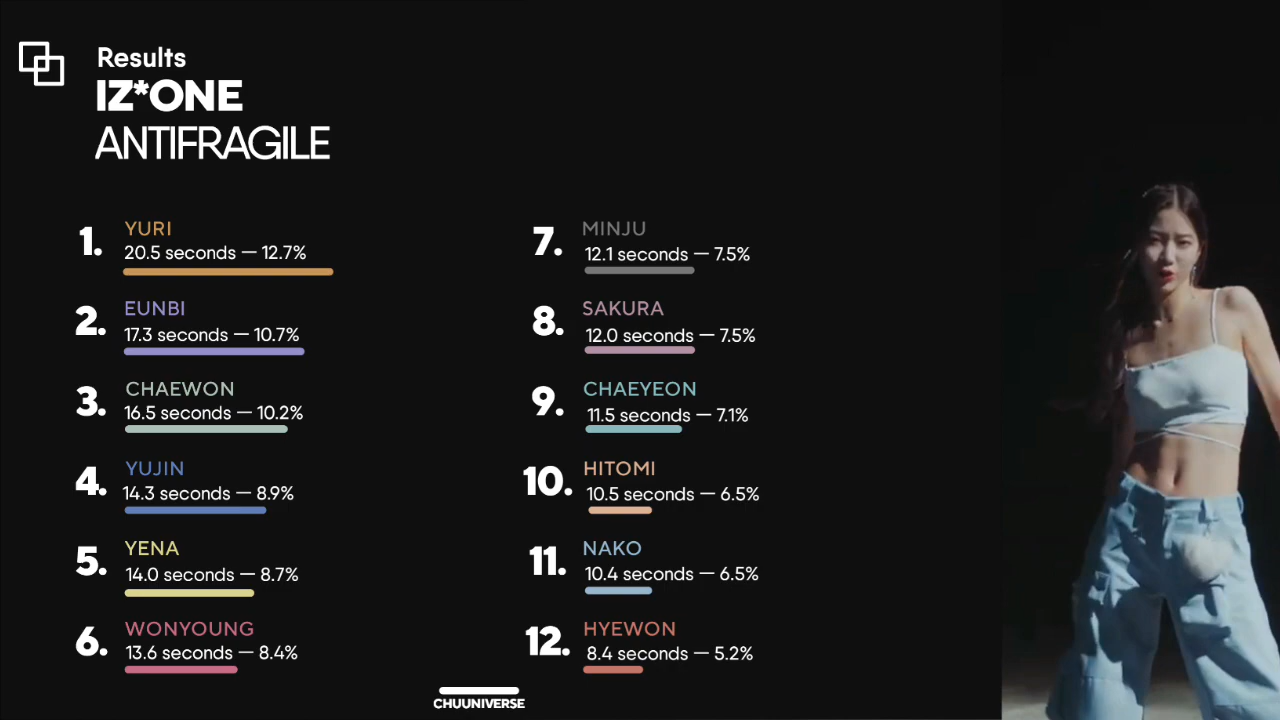 Results
IZ*ONE
ANTIFRAGILE
1. YURI
20.5 seconds — 12.7%
2. EUNBI
17.3 seconds — 10.7%
3. CHAEWON
16.5 seconds — 10.2%
4. YUJIN
14.3 seconds — 8.9%
5. YENA
14.0 seconds — 8.7%
6. WONYOUNG
13.6 seconds — 8.4%
7. MINJU
12.1 seconds — 7.5%
8. SAKURA
12.0 seconds — 7.5%
9. CHAEYEON
11.5 seconds — 7.1%
10. HITOMI
10.5 seconds — 6.5%
11. NAKO
10.4 seconds — 6.5%
12. HYEWON
8.4 seconds — 5.2%
CHUUNIVERSE